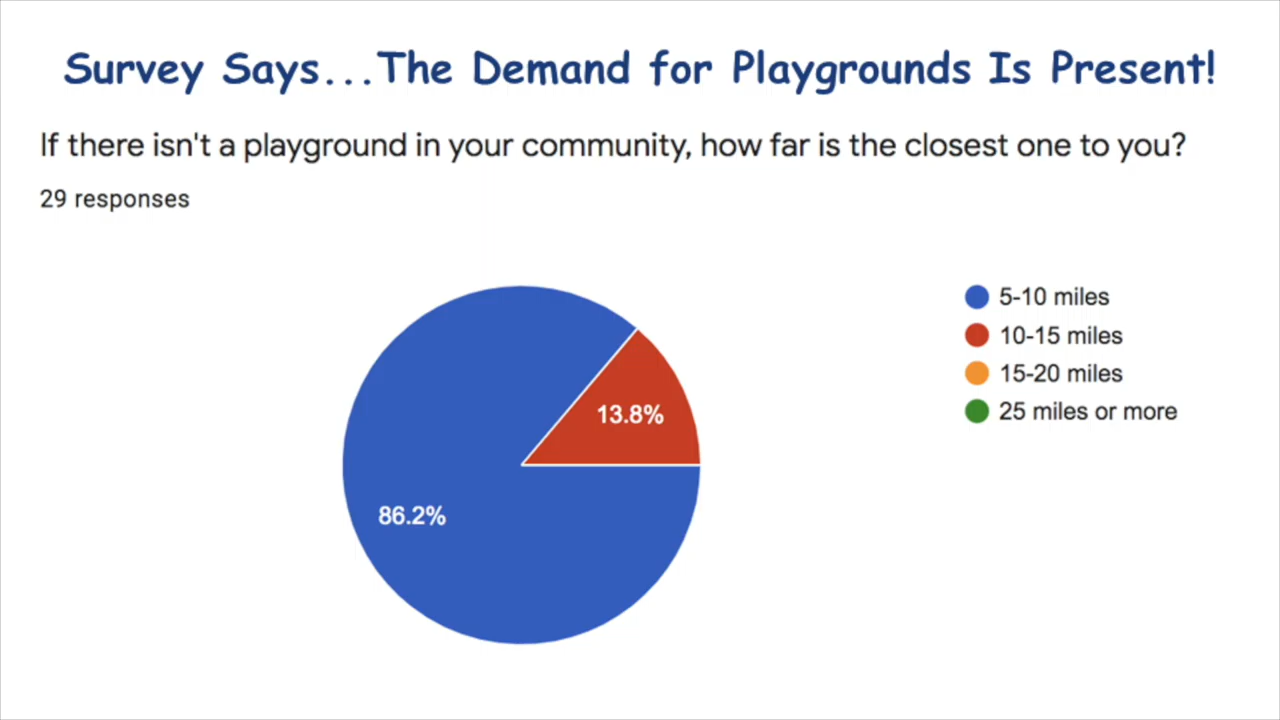 Survey Says...The Demand for Playgrounds Is Present!
If there isn't a playground in your community, how far is the closest one to you?
29 responses
5-10 miles
10-15 miles
15-20 miles
25 miles or more
13.8%
86.2%